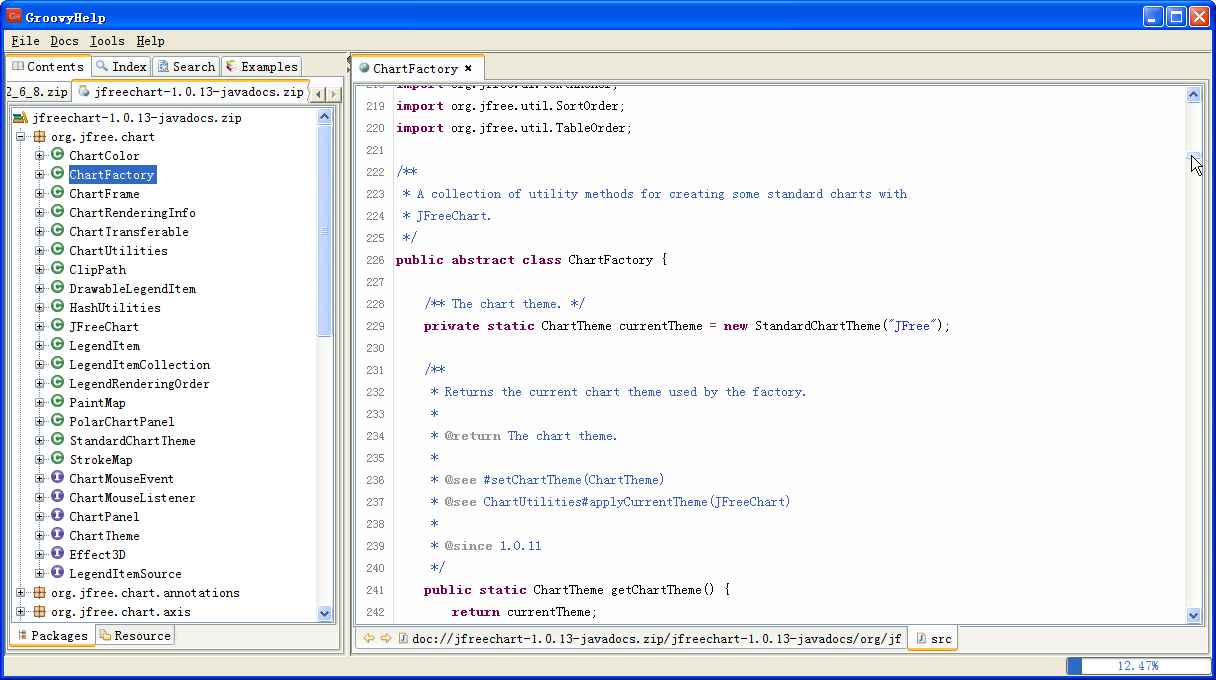 GroovyHelp
File Docs Iools Help
Contents Index Search Examples
2_6_8.zip jfreechart-1.0.13-javadocs.zip
jfreechart-1.0.13-javadocs.zip
org.jfree.chart
ChartColor
ChartFactory
ChartFrame
ChartRenderingInfo
ChartTransferable
ChartUtilities
ClipPath
DrawableLegendItem
HashUtilities
JFreeChart
LegendItem
LegendItemCollection
LegendRenderingOrder
PaintMap
PolarChartPanel
StandardChartTheme
StrokeMap
ChartMouseEvent
ChartMouseListener
ChartPanel
ChartTheme
Effect3D
LegendItemSource
org.jfree.chart.annotations
org.jfree.chart.axis
Packages Resource
ChartFactory ×
219 import org.jfree.util.SortOrder;
220 import org.jfree.util.TableOrder;
221
222 /**
223 * A collection of utility methods for creating some standard charts with
224 * JFreeChart.
225 */
226 public abstract class ChartFactory {
227
228 /** The chart theme. */
229 private static ChartTheme currentTheme = new StandardChartTheme("JFree");
230
231 /**
232 * Returns the current chart theme used by the factory.
233 *
234 * @return The chart theme.
235 *
236 * @see #setChartTheme(ChartTheme)
237 * @see ChartUtilities#applyCurrentTheme(JFreeChart)
238 *
239 * @since 1.0.11
240 */
241 public static ChartTheme getChartTheme() {
242 return currentTheme;
doc://jfreechart-1.0.13-javadocs.zip/jfreechart-1.0.13-javadocs/org/jf src
12.47%